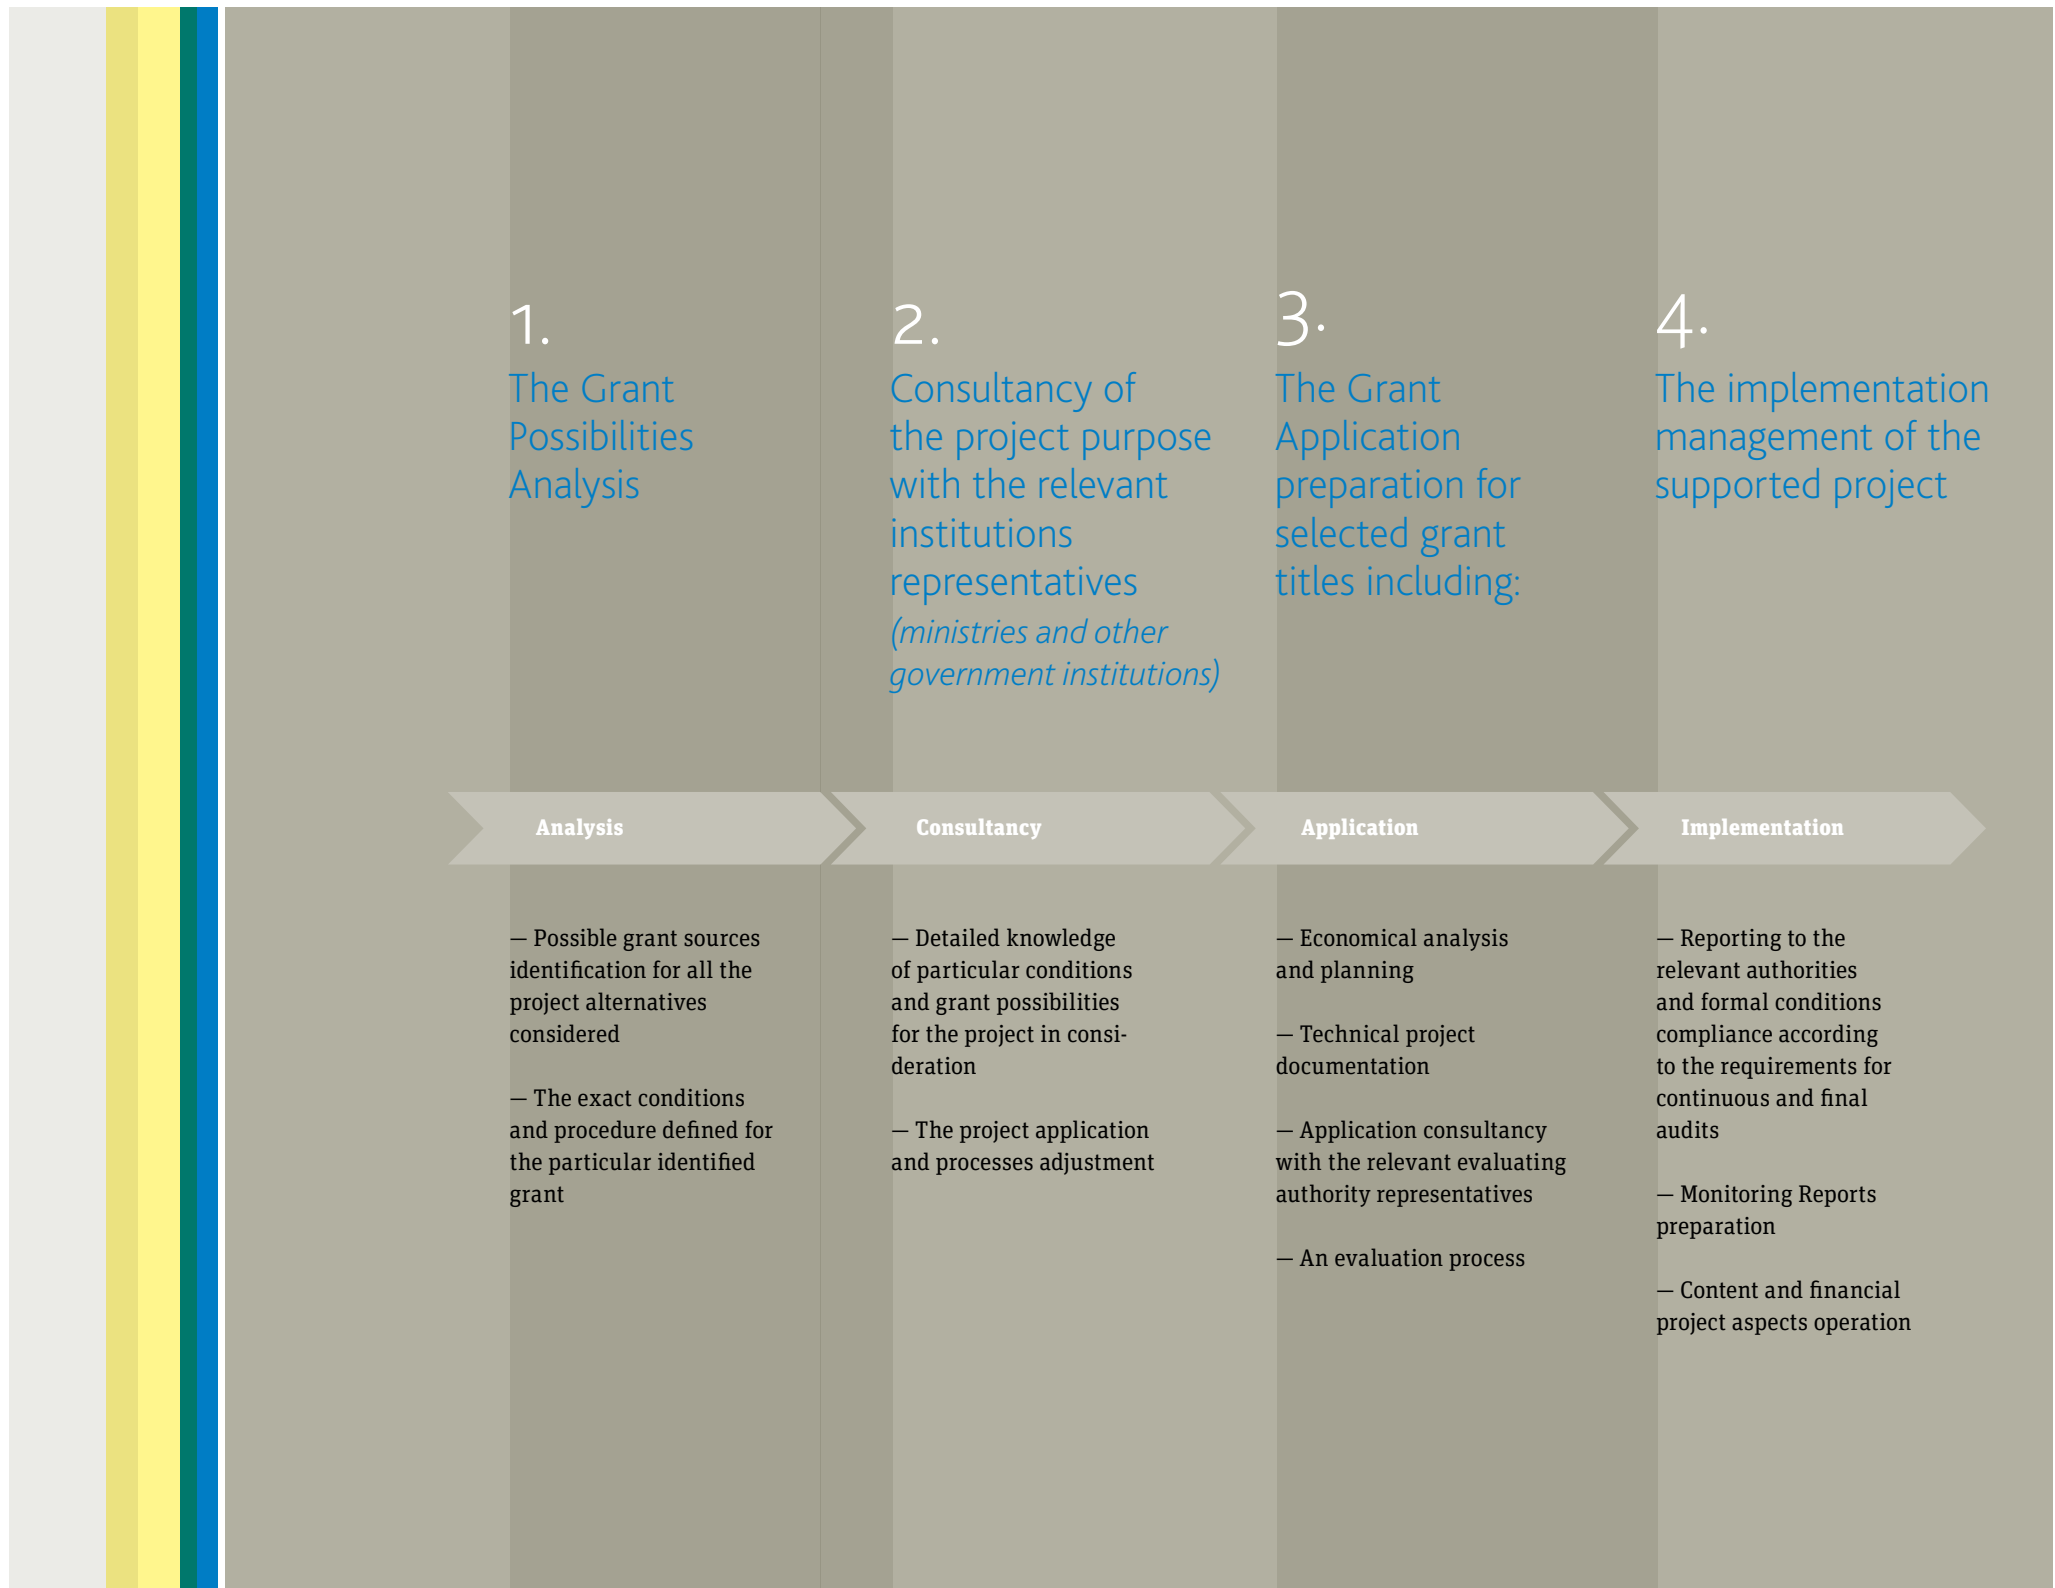 1.
The Grant
Possibilities
Analysis
2.
Consultancy of
the project purpose
with the relevant
institutions
representatives
(ministries and other
government institutions)
3.
The Grant
Application
preparation for
selected grant
titles including:
4.
The implementation
management of the
supported project
Analysis
Consultancy
Application
Implementation
— Possible grant sources
identification for all the
project alternatives
considered
— The exact conditions
and procedure defined for
the particular identified
grant
— Detailed knowledge
of particular conditions
and grant possibilities
for the project in consi-
deration
— The project application
and processes adjustment
— Economical analysis
and planning
— Technical project
documentation
— Application consultancy
with the relevant evaluating
authority representatives
— An evaluation process
— Reporting to the
relevant authorities
and formal conditions
compliance according
to the requirements for
continuous and final
audits
— Monitoring Reports
preparation
— Content and financial
project aspects operation